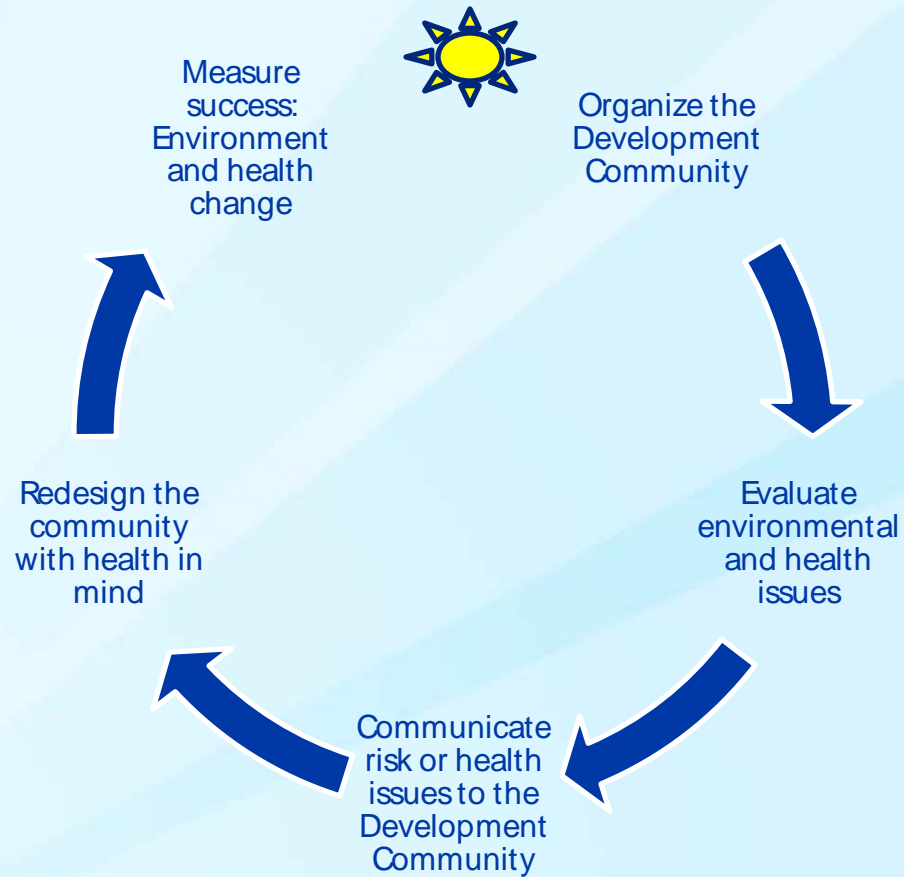 Organize the
Development
Community
Evaluate
environmental
and health
issues
Communicate
risk or health
issues to the
Development
Community
Redesign the
community
with health in
mind
Measure
success:
Environment
and health
change